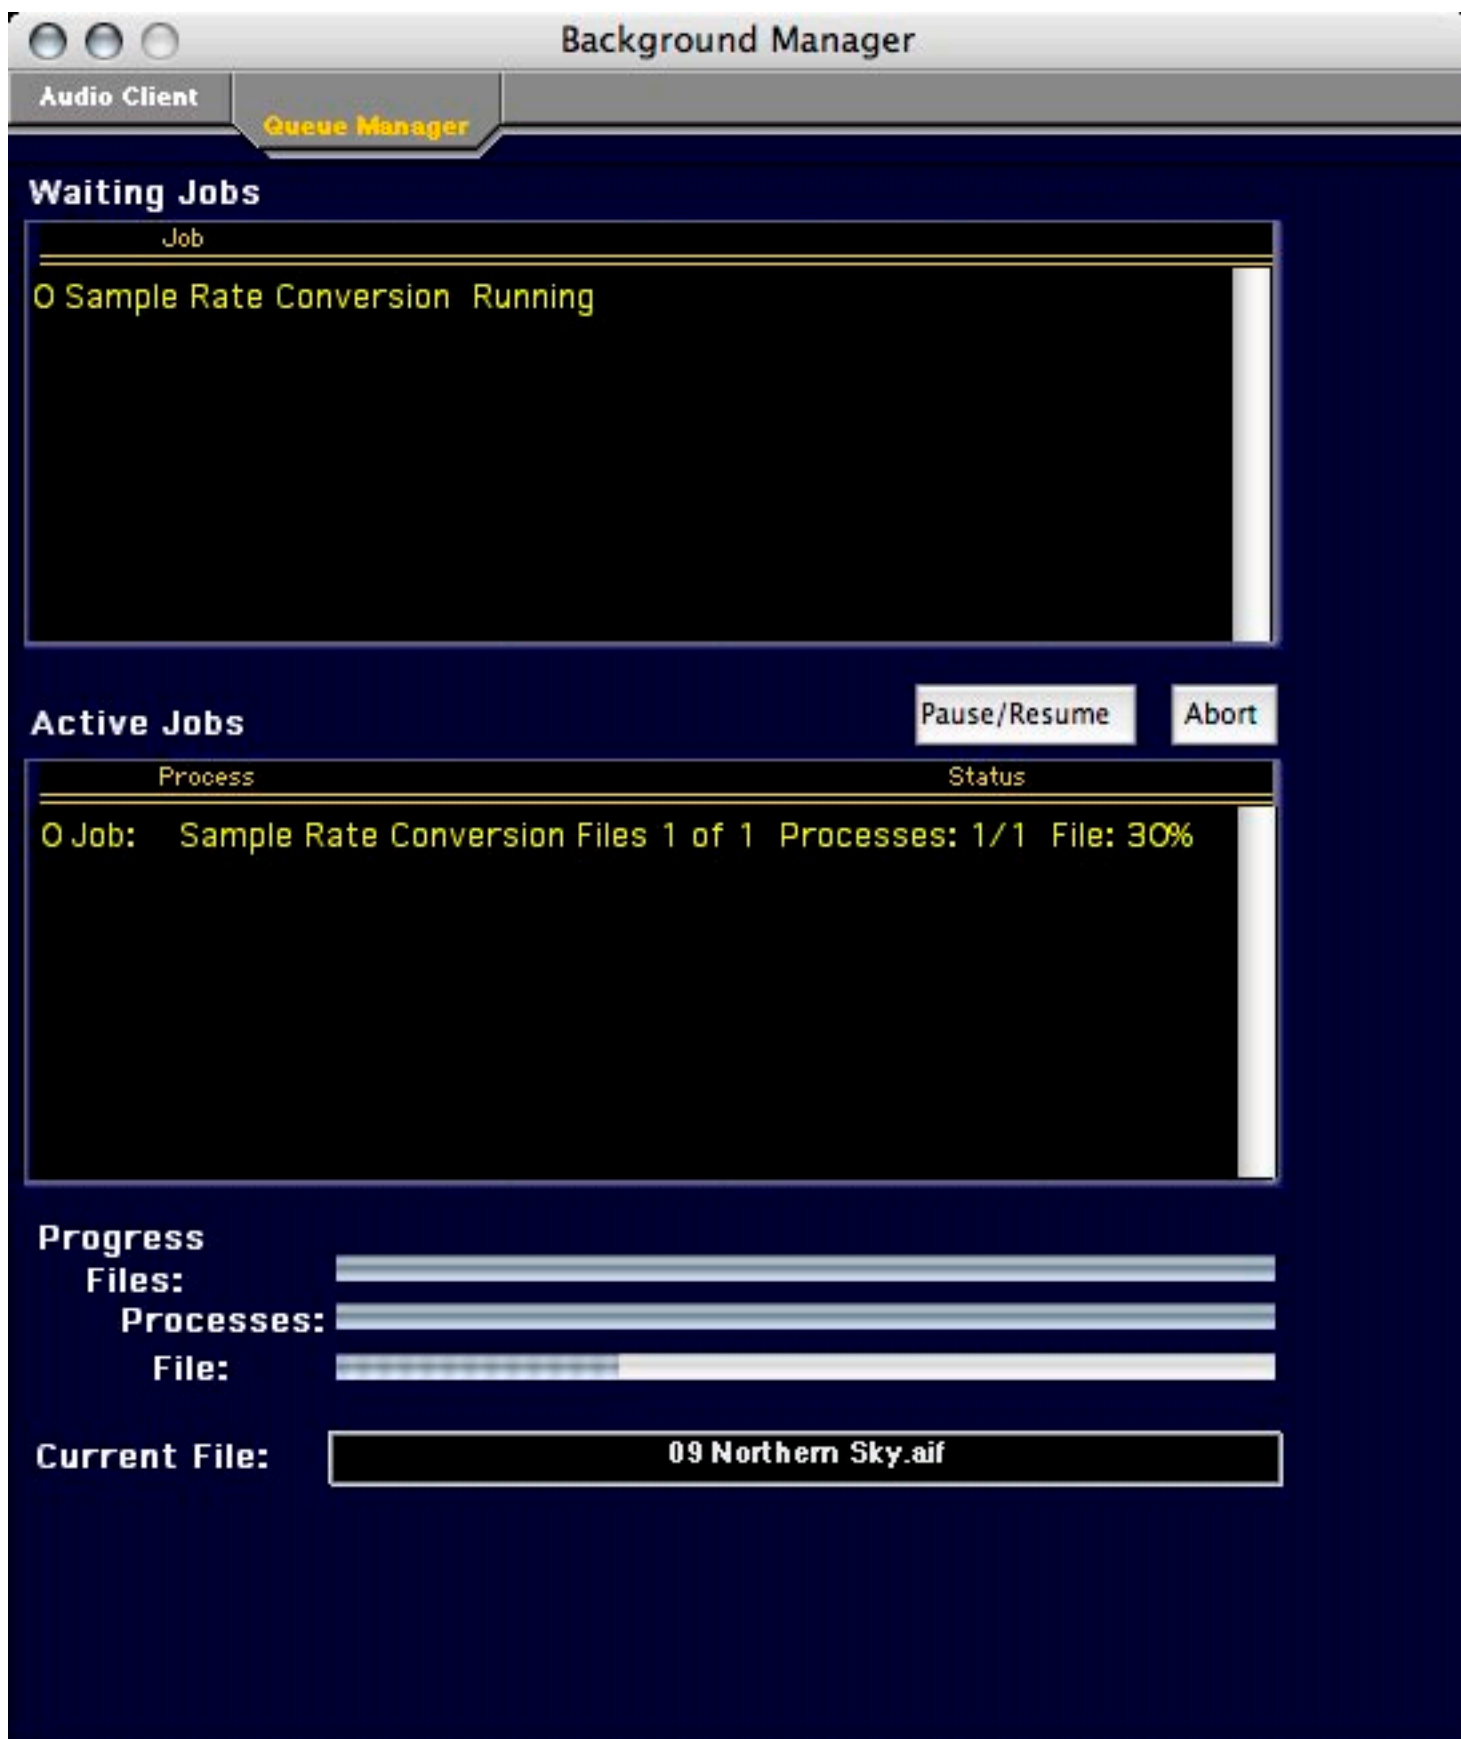 Background Manager
Audio Client
Queue Manager
Waiting Jobs
Job
O Sample Rate Conversion Running
Active Jobs
Pause/Resume
Abort
Process Status
O Job: Sample Rate Conversion Files 1 of 1 Processes: 1/1 File: 30%
Progress
Files:
Processes:
File:
Current File: 09 Northern Sky.aif